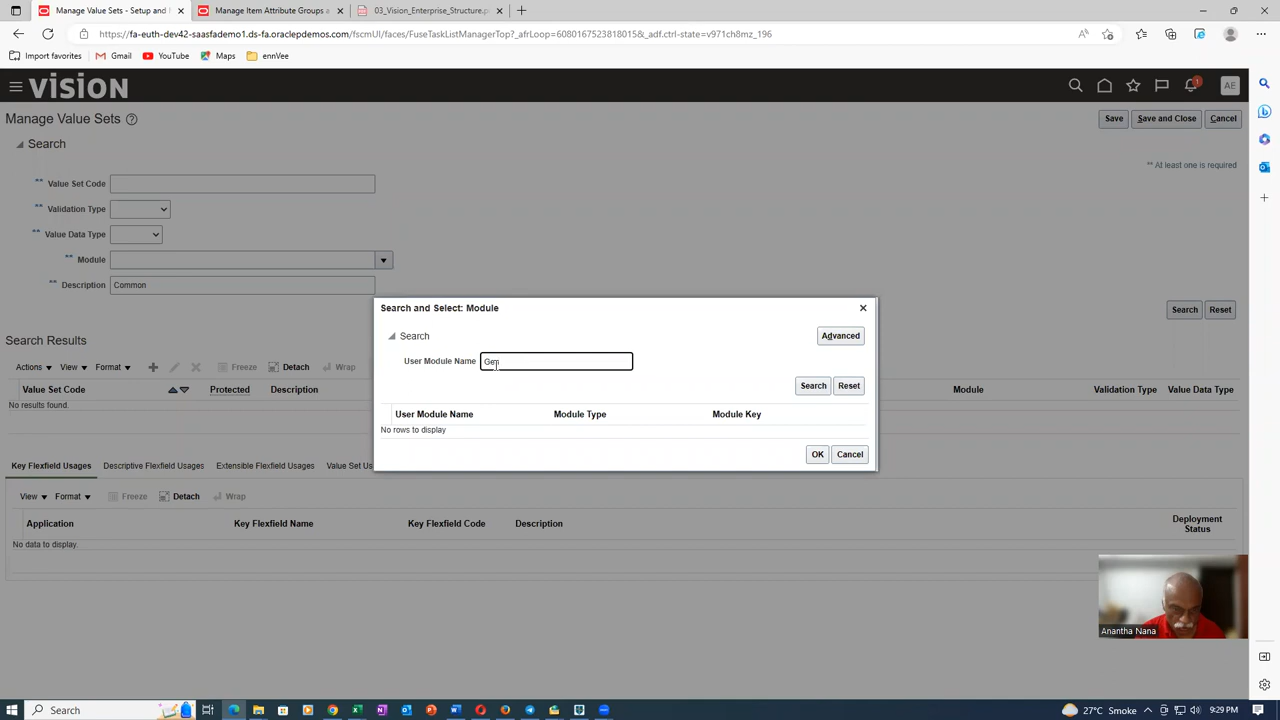 Manage Value Sets - Setup and
Manage Item Attribute Groups a
03_Vision_Enterprise_Structure.p
https://fa-euth-dev42-saasfademo1.ds-fa.oraclepdemos.com/fscmUI/faces/FuseTaskListManagerTop?_afrLoop=6080167523818015&_adf.ctrl-state=v971ch8mz_196
Import favorites
Gmail
YouTube
Maps
ennVee
VISION
1
AE
Manage Value Sets
Save
Save and Close
Cancel
Search
** At least one is required
** Value Set Code
** Validation Type
** Value Data Type
** Module
** Description Common
Search
Reset
Search and Select: Module
Search
Advanced
User Module Name Gen
Search
Reset
User Module Name
Module Type
Module Key
No rows to display
OK
Cancel
Search Results
Actions
View
Format
Freeze
Detach
Wrap
Value Set Code
Protected
Description
Module
Validation Type
Value Data Type
No results found.
Key Flexfield Usages
Descriptive Flexfield Usages
Extensible Flexfield Usages
Value Set Us
View
Format
Freeze
Detach
Wrap
Application
Key Flexfield Name
Key Flexfield Code
Description
Deployment
Status
No data to display.
Anantha Nana
Search
27°C Smoke
9:29 PM